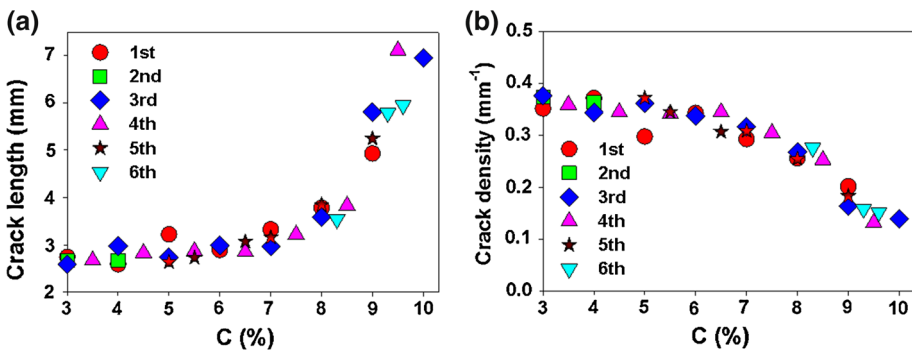 (a)
Crack length (mm)
7
6
5
4
3
2
1st
2nd
3rd
4th
5th
6th
3 4 5 6 7 8 9 10
C (%)
(b)
Crack density (mm⁻¹)
0.5
0.4
0.3
0.2
0.1
0.0
1st
2nd
3rd
4th
5th
6th
3 4 5 6 7 8 9 10
C (%)